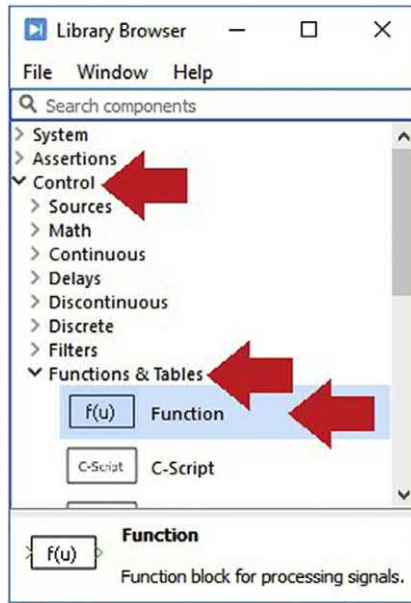 Library Browser
File Window Help
Search components
System
Assertions
Control
Sources
Math
Continuous
Delays
Discontinuous
Discrete
Filters
Functions & Tables
f(u) Function
C-Script C-Script
Function
f(u)
Function block for processing signals.